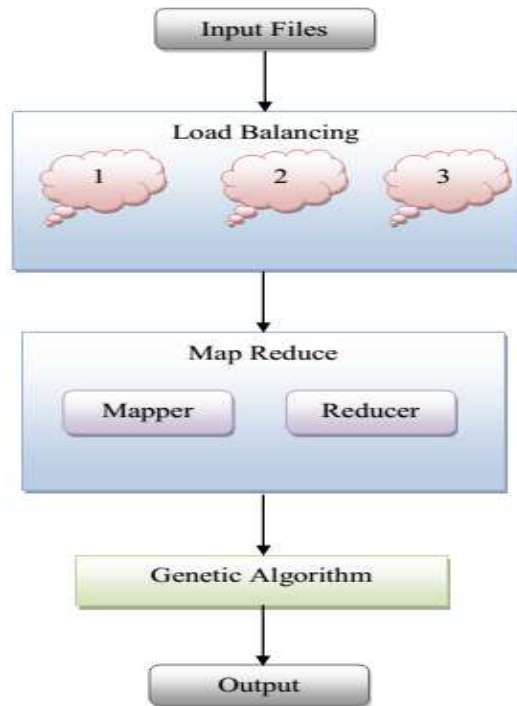 Input Files
Load Balancing
1 2 3
Map Reduce
Mapper Reducer
Genetic Algorithm
Output